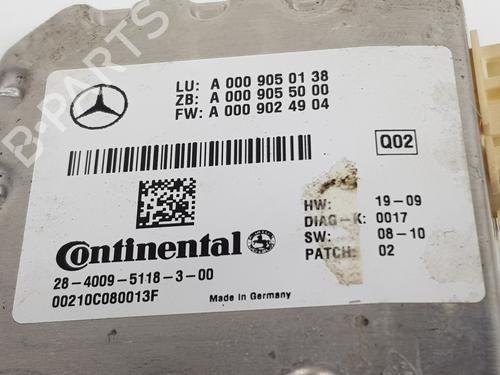 LU: A 000 905 01 38
ZB: A 000 905 50 00
FW: A 000 902 49 04
Q02
HW: 19-09
DIAG-K: 0017
SW: 08-10
PATCH: 02
Continental
28-4009-5118-3-00
00210C080013F
Made in Germany
B-PARTS